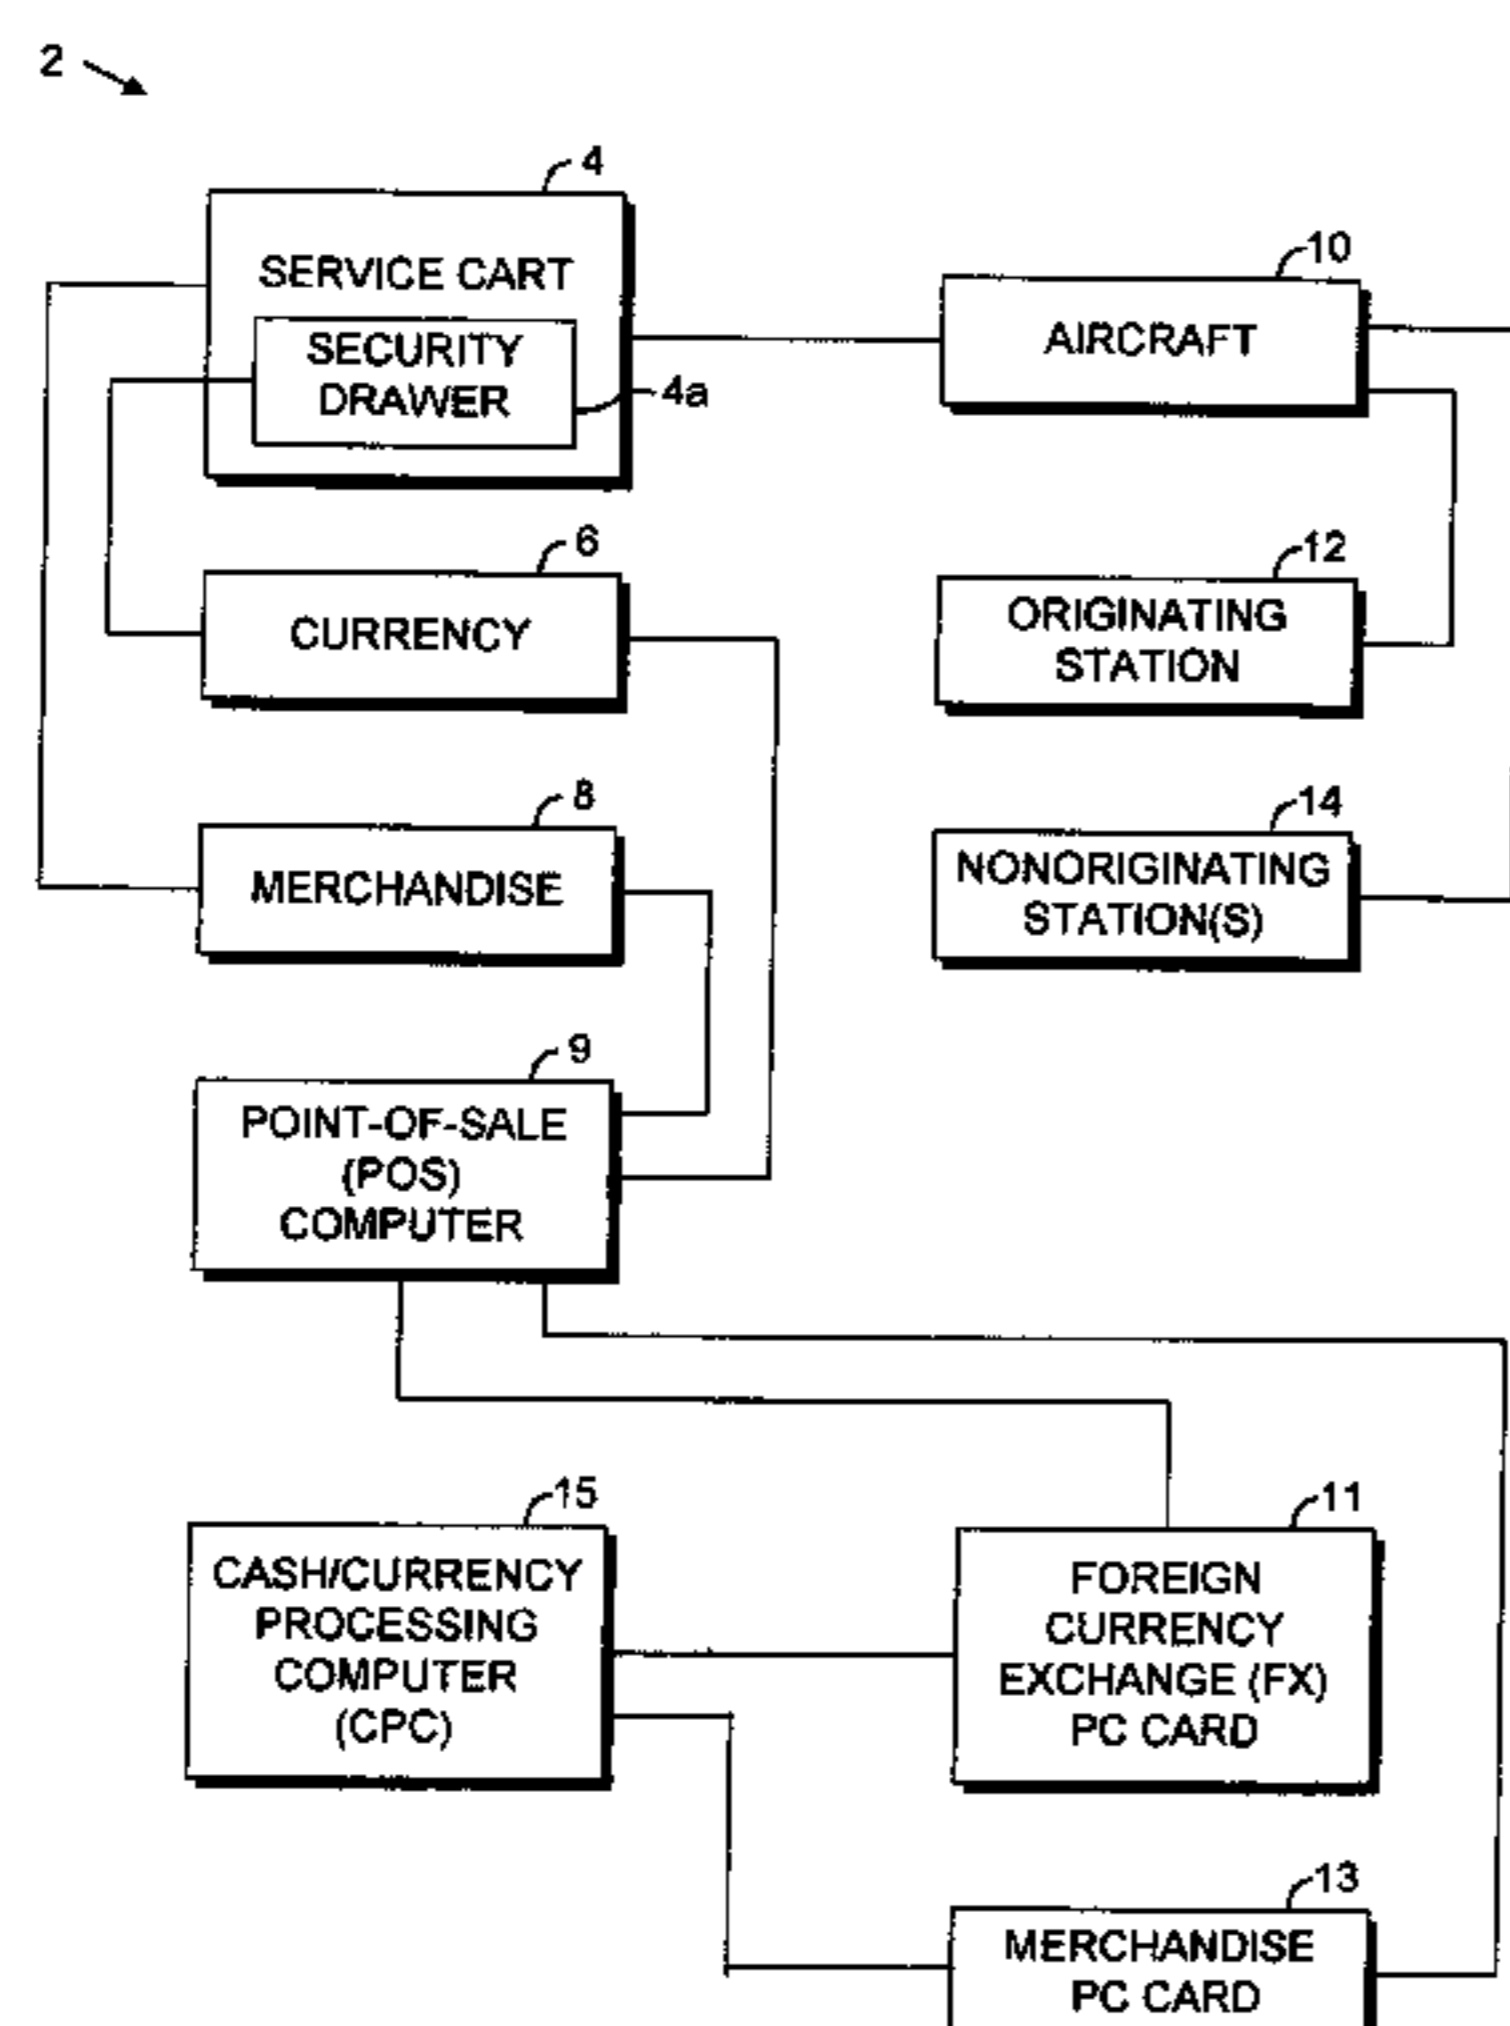 2
4
SERVICE CART
SECURITY
DRAWER
4a
10
AIRCRAFT
6
CURRENCY
12
ORIGINATING
STATION
8
MERCHANDISE
14
NONORIGINATING
STATION(S)
9
POINT-OF-SALE
(POS)
COMPUTER
15
CASH/CURRENCY
PROCESSING
COMPUTER
(CPC)
11
FOREIGN
CURRENCY
EXCHANGE (FX)
PC CARD
13
MERCHANDISE
PC CARD